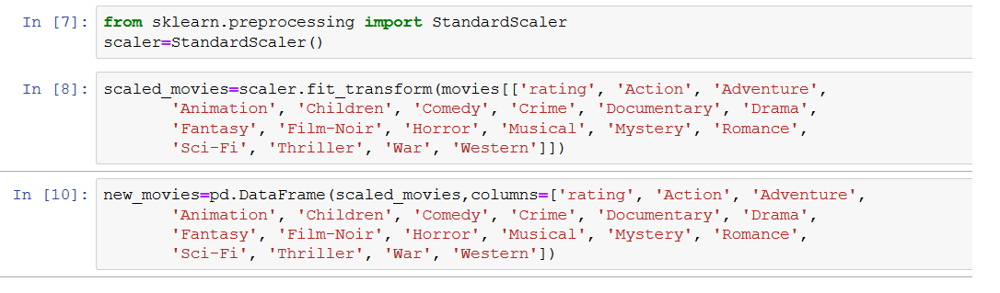 In [7]: from sklearn.preprocessing import StandardScaler
scaler=StandardScaler()
In [8]: scaled_movies=scaler.fit_transform(movies[['rating', 'Action', 'Adventure',
'Animation', 'Children', 'Comedy', 'Crime', 'Documentary', 'Drama',
'Fantasy', 'Film-Noir', 'Horror', 'Musical', 'Mystery', 'Romance',
'Sci-Fi', 'Thriller', 'War', 'Western']])
In [10]: new_movies=pd.DataFrame(scaled_movies,columns=['rating', 'Action', 'Adventure',
'Animation', 'Children', 'Comedy', 'Crime', 'Documentary', 'Drama',
'Fantasy', 'Film-Noir', 'Horror', 'Musical', 'Mystery', 'Romance',
'Sci-Fi', 'Thriller', 'War', 'Western'])